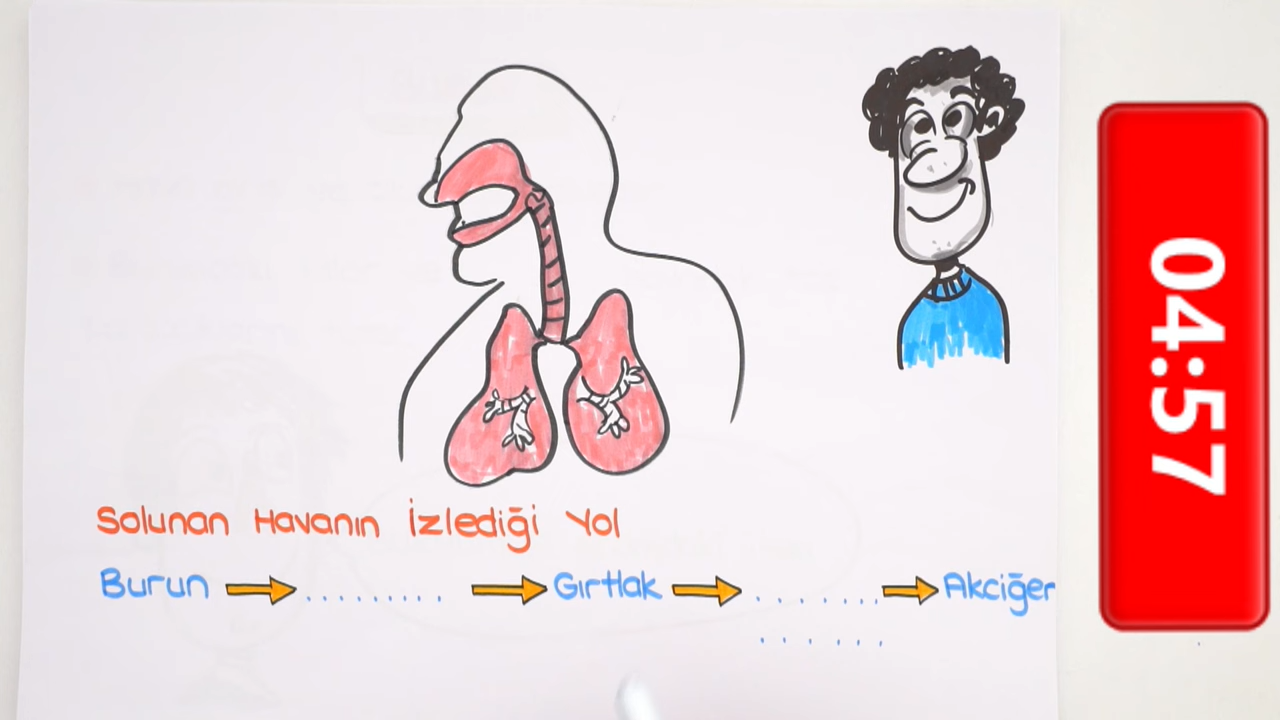 04:57
Solunan Havanın İzlediği Yol
Burun ......... Gırtlak ....... Akciğer
......